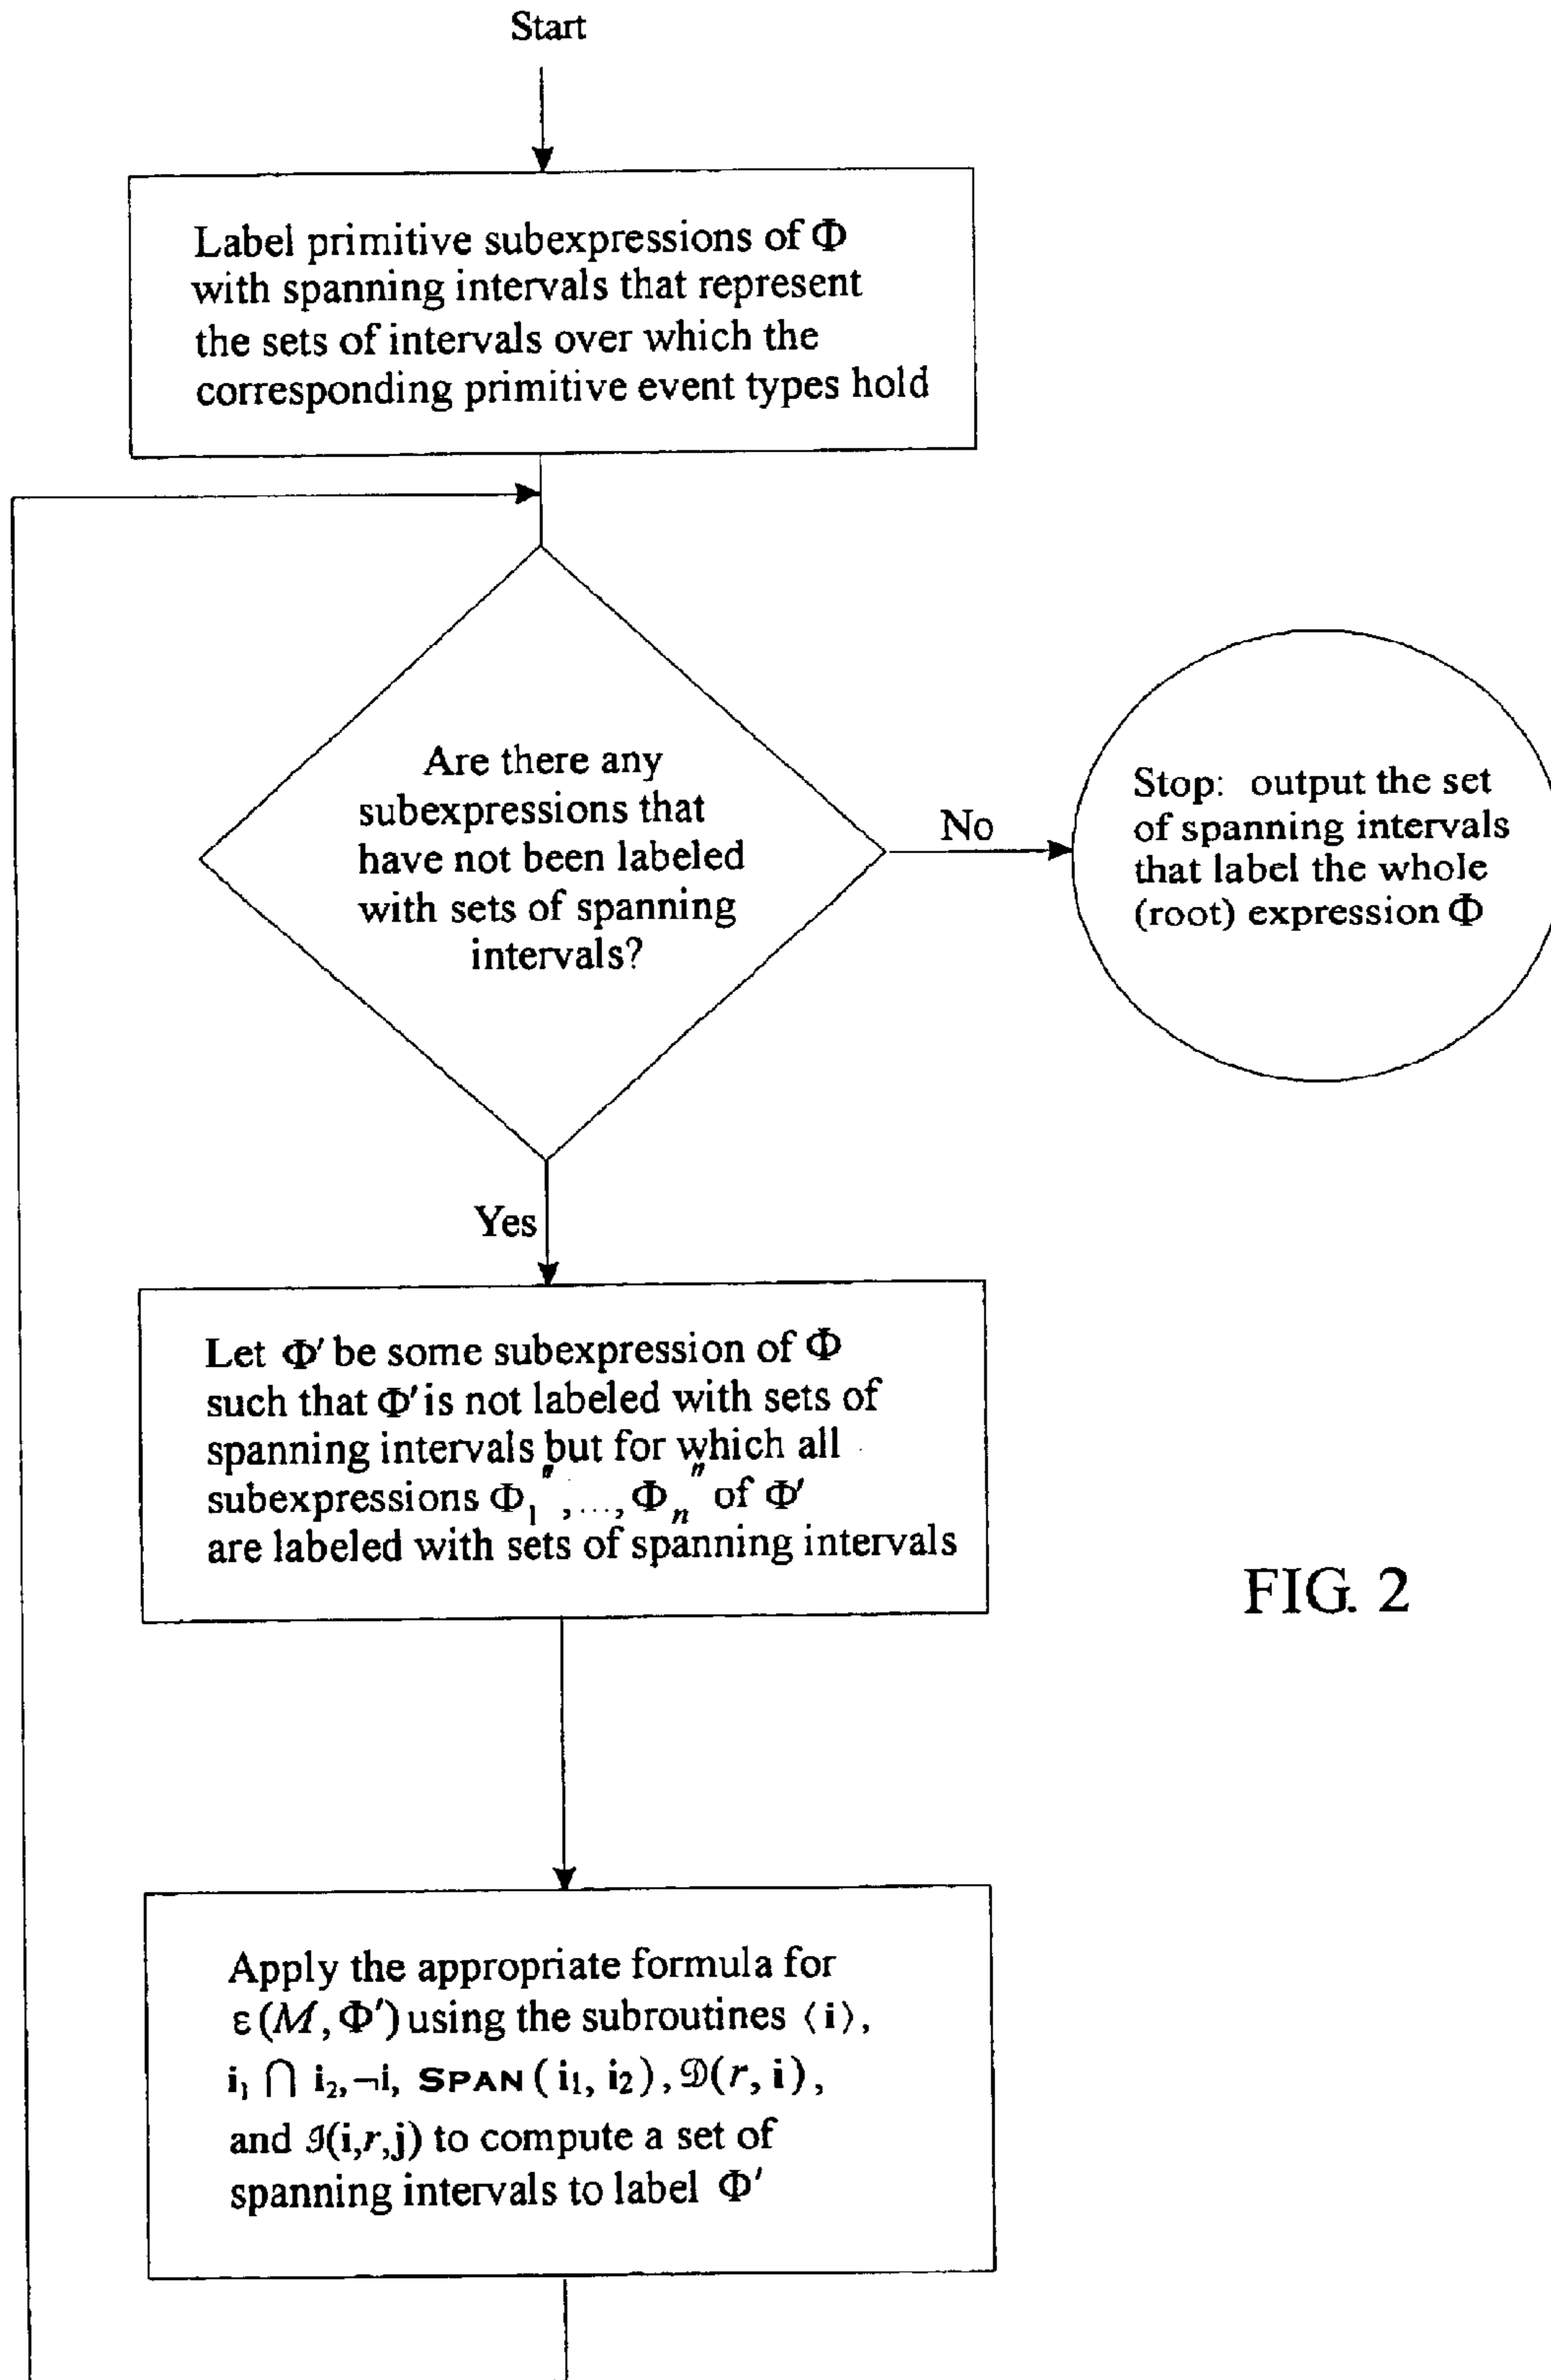 Start
Label primitive subexpressions of Φ
with spanning intervals that represent
the sets of intervals over which the
corresponding primitive event types hold
Are there any
subexpressions that
have not been labeled
with sets of spanning
intervals?
No
Stop: output the set
of spanning intervals
that label the whole
(root) expression Φ
Yes
Let Φ′ be some subexpression of Φ
such that Φ′ is not labeled with sets of
spanning intervals but for which all
subexpressions Φ₁″,...,Φₙ″ of Φ′
are labeled with sets of spanning intervals
FIG. 2
Apply the appropriate formula for
ε(M, Φ′) using the subroutines ⟨i⟩,
i₁ ⋂ i₂, ¬i, SPAN(i₁, i₂), 𝒟(r, i),
and ℐ(i,r,j) to compute a set of
spanning intervals to label Φ′